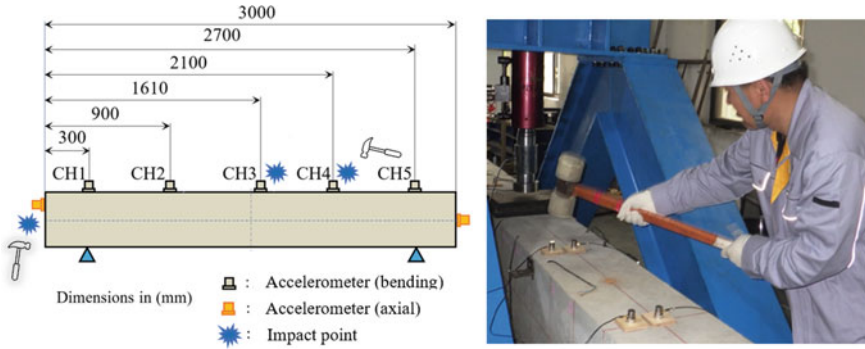 3000
2700
2100
1610
900
300
CH1 CH2 CH3 CH4 CH5
Dimensions in (mm)
: Accelerometer (bending)
: Accelerometer (axial)
: Impact point